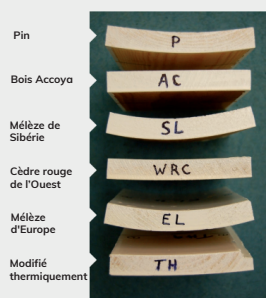 Pin
P
Bois Accoya
AC
Mélèze de
Sibérie
SL
Cèdre rouge
de l'Ouest
WRC
Mélèze
d'Europe
EL
Modifié
thermiquement
TH